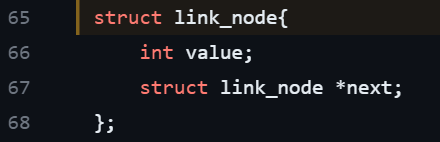 65 struct link_node{
66 int value;
67 struct link_node *next;
68 };